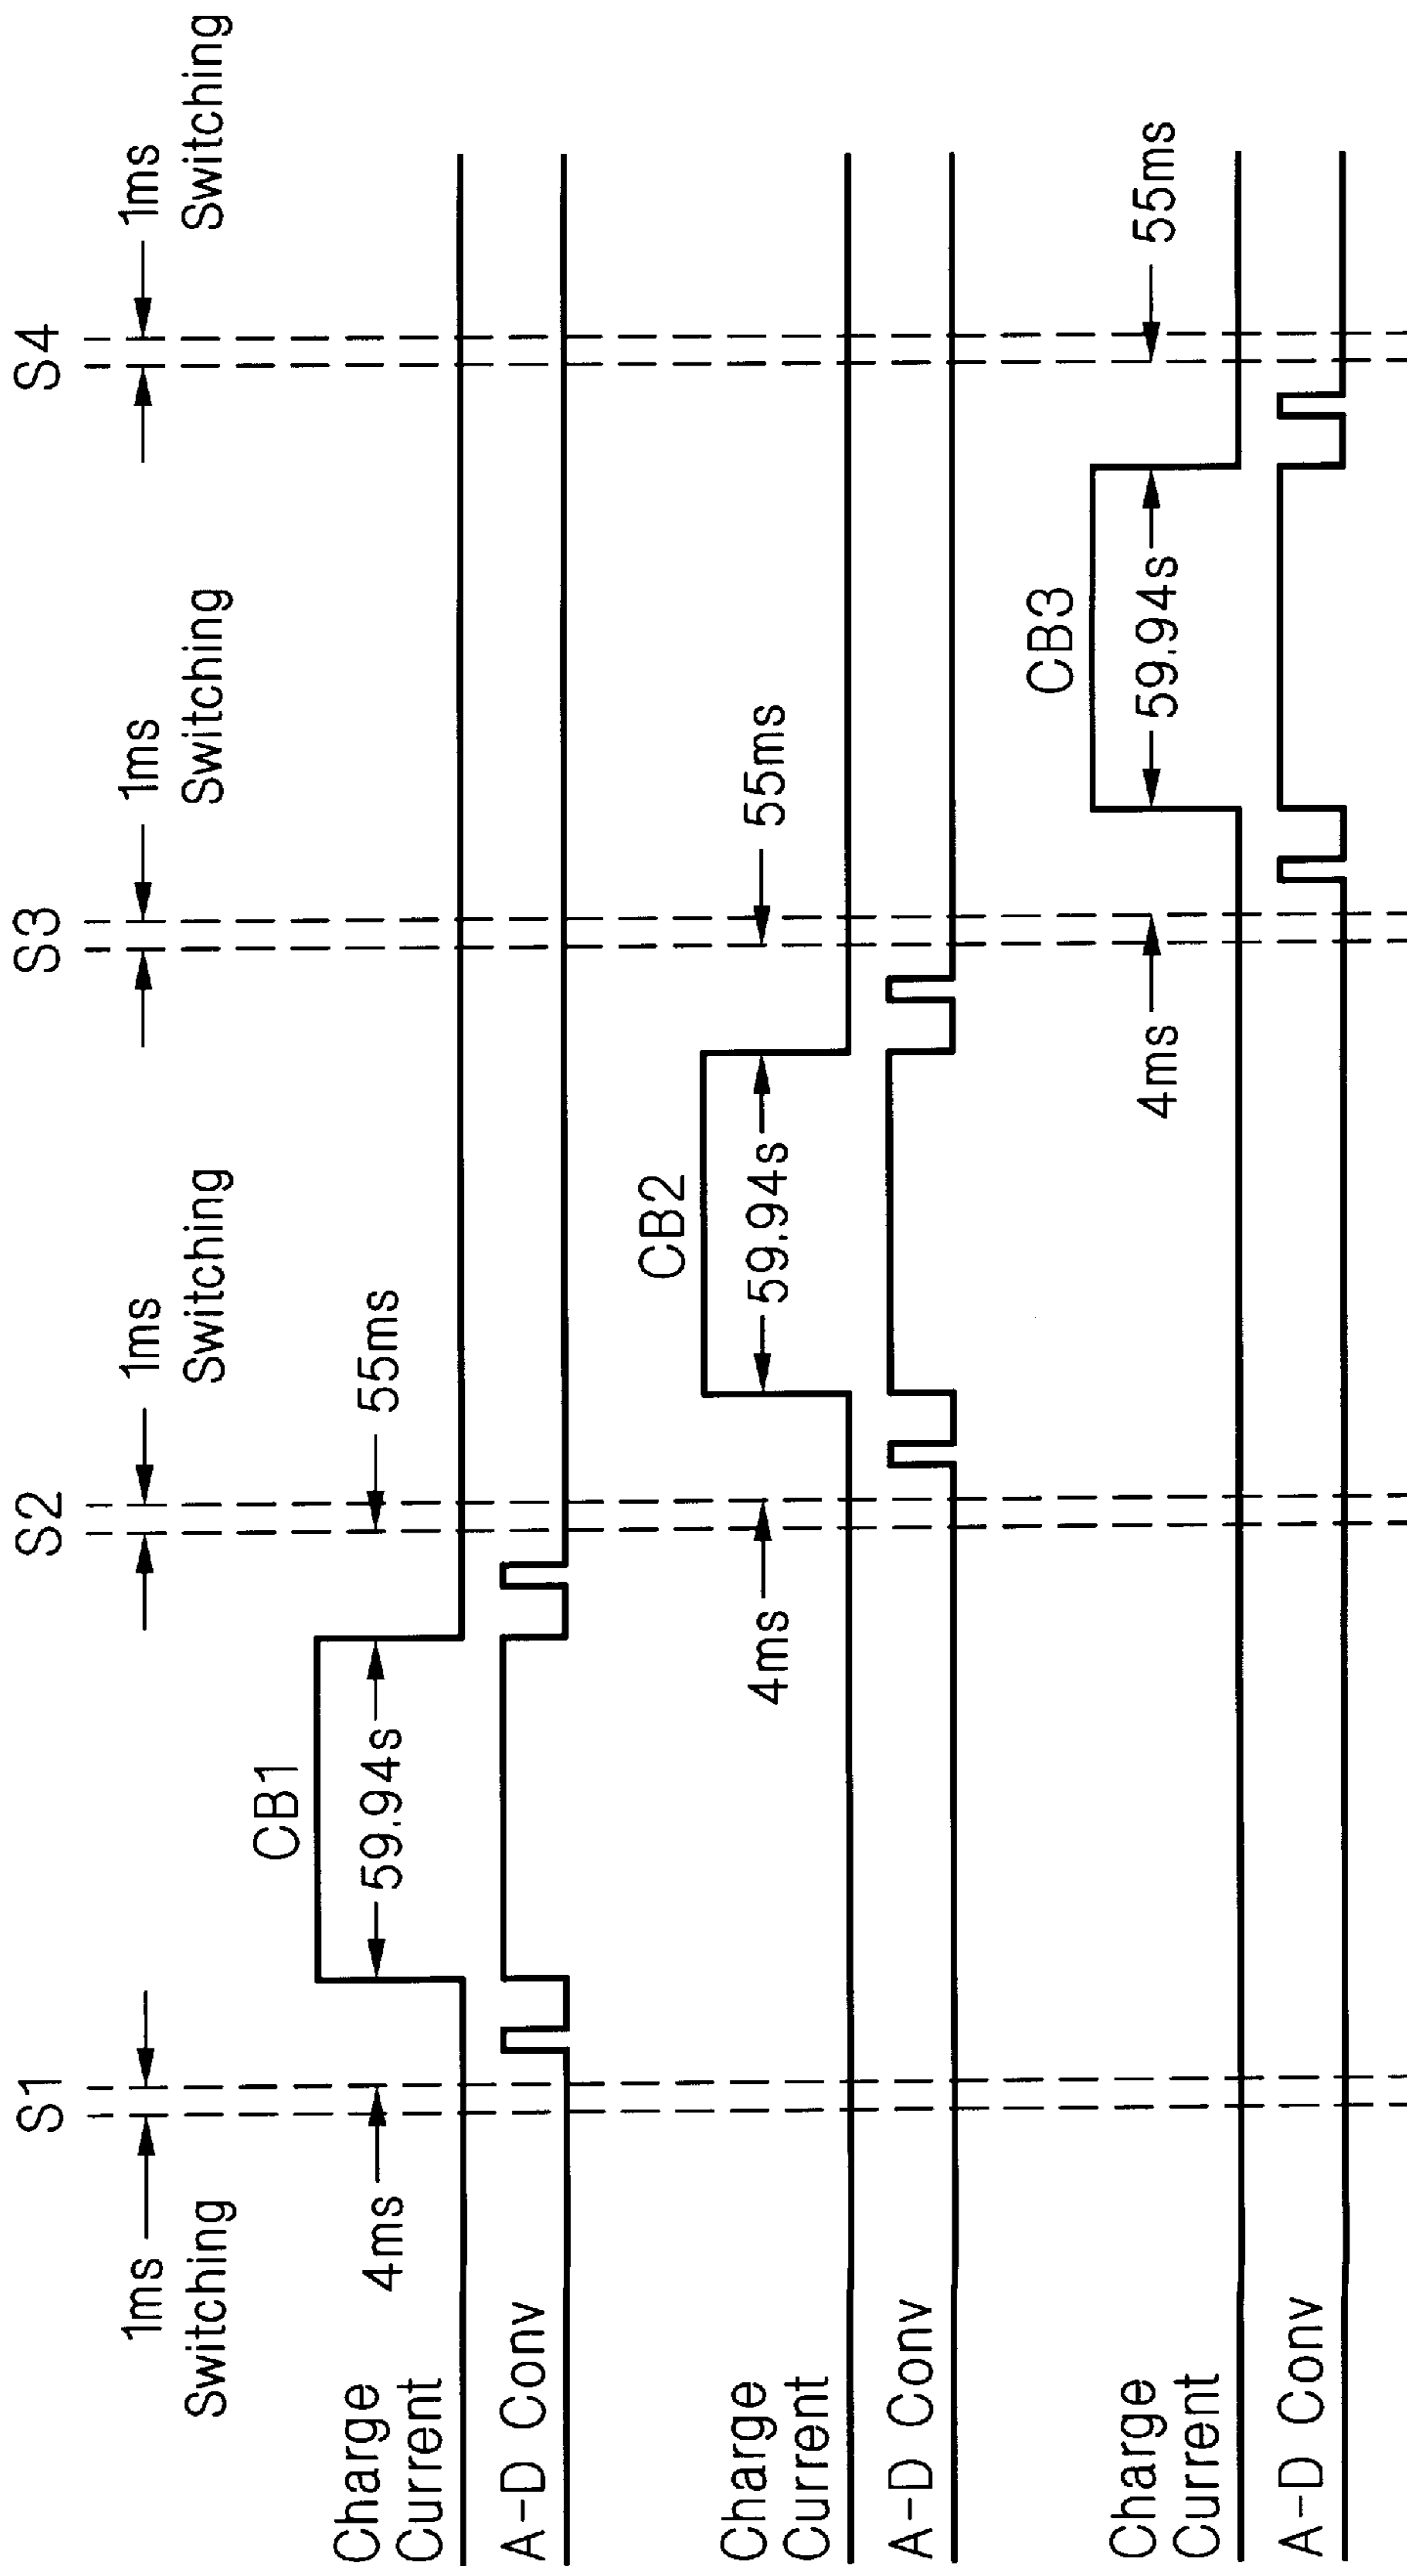 S1
S2
S3
S4
1ms
Switching
1ms
Switching
1ms
Switching
1ms
Switching
CB1
4ms
59.94s
55ms
Charge
Current
A-D Conv
CB2
4ms
59.94s
55ms
Charge
Current
A-D Conv
CB3
4ms
59.94s
55ms
Charge
Current
A-D Conv